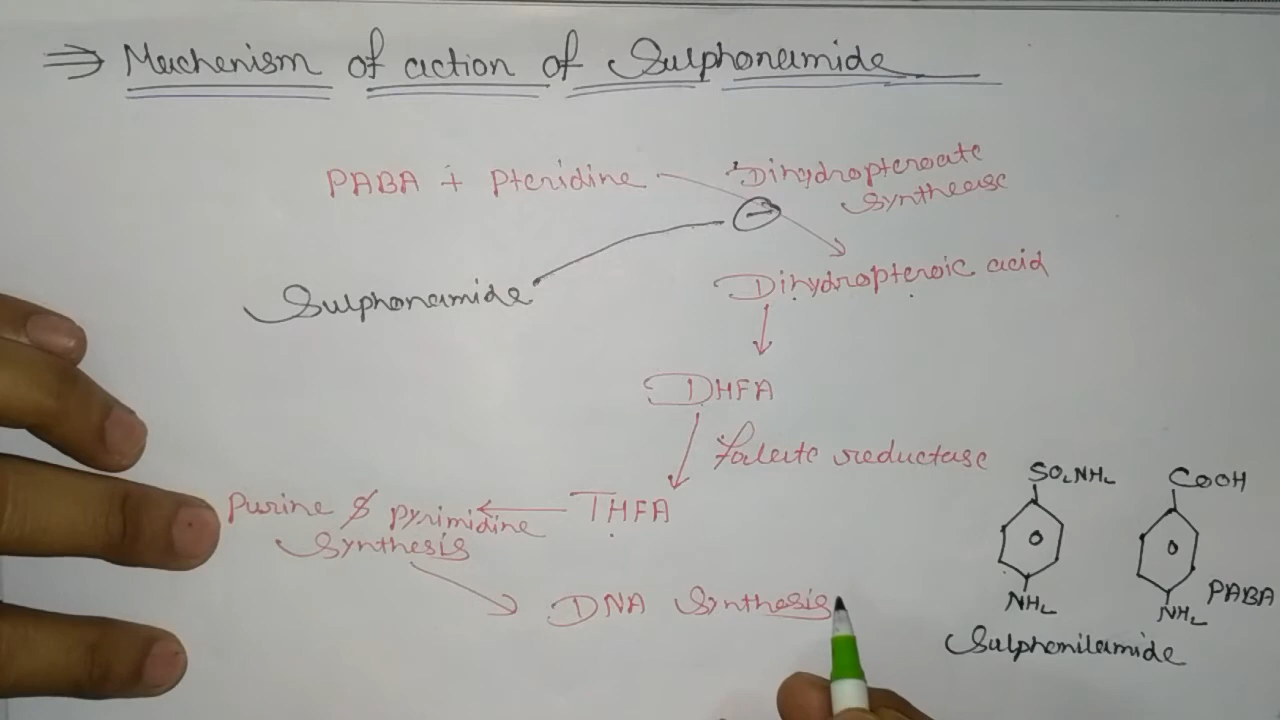 ⇒ Mechenism of action of Sulphonamide
PABA + Pteridine
Dihydropteroate
Synthease
Sulphonamide
Dihydropteroic acid
DHFA
folate reductase
THFA
Purine & pyrimidine
Synthesis
DNA Synthesis
SO₂NH₂
NH₂
Sulphanilamide
COOH
NH₂
PABA